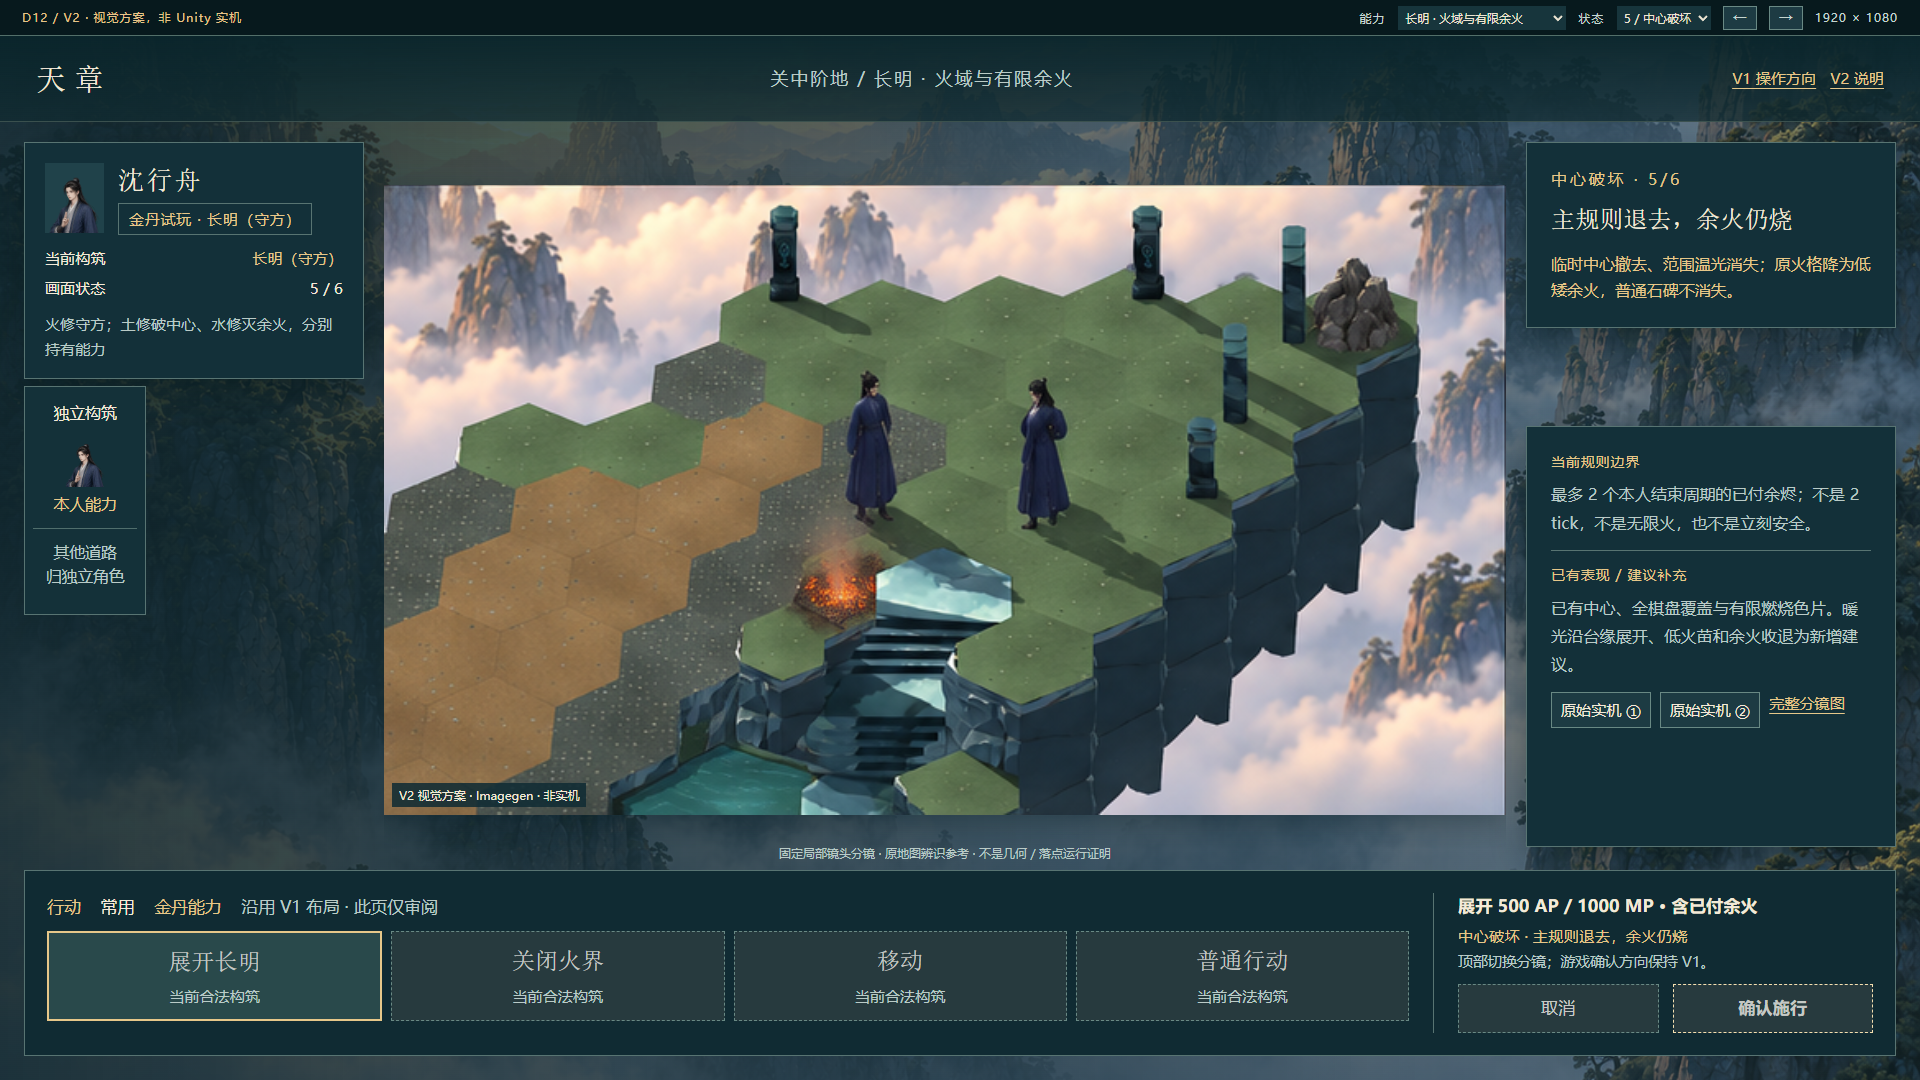 D12 / V2 · 视觉方案，非 Unity 实机
能力 长明 · 火域与有限余火 状态 5 / 中心破坏 ← → 1920 × 1080
天章
关中阶地 / 长明 · 火域与有限余火
V1 操作方向 V2 说明
沈行舟
金丹试玩 · 长明（守方）
当前构筑 长明（守方）
画面状态 5 / 6
火修守方；土修破中心、水修灭余火，分别
持有能力
独立构筑
本人能力
其他道路
归独立角色
V2 视觉方案 · Imagegen · 非实机
固定局部镜头分镜 · 原地图辨识参考 · 不是几何 / 落点运行证明
中心破坏 · 5/6
主规则退去，余火仍烧
临时中心撤去、范围温光消失；原火格降为低
矮余火，普通石碑不消失。
当前规则边界
最多 2 个本人结束周期的已付余烬；不是 2
tick，不是无限火，也不是立刻安全。
已有表现 / 建议补充
已有中心、全棋盘覆盖与有限燃烧色片。暖
光沿台缘展开、低火苗和余火收退为新增建
议。
原始实机 ① 原始实机 ② 完整分镜图
行动 常用 金丹能力 沿用 V1 布局 · 此页仅审阅
展开长明
当前合法构筑
关闭火界
当前合法构筑
移动
当前合法构筑
普通行动
当前合法构筑
展开 500 AP / 1000 MP • 含已付余火
中心破坏 · 主规则退去，余火仍烧
顶部切换分镜；游戏确认方向保持 V1。
取消 确认施行